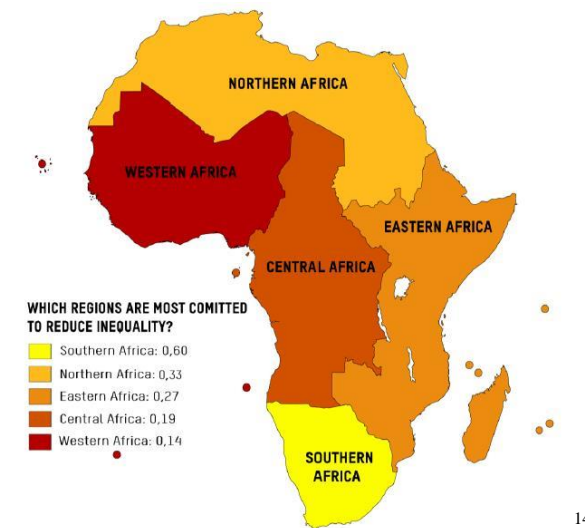 NORTHERN AFRICA
WESTERN AFRICA
EASTERN AFRICA
CENTRAL AFRICA
WHICH REGIONS ARE MOST COMITTED
TO REDUCE INEQUALITY?
Southern Africa: 0,60
Northern Africa: 0,33
Eastern Africa: 0,27
Central Africa: 0,19
Western Africa: 0,14
SOUTHERN
AFRICA
14